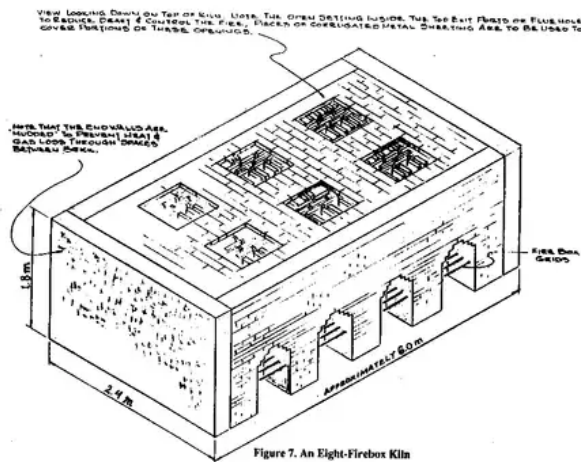 VIEW LOOKING DOWN ON TOP OF KILN. NOTE THE OPEN SETTING INSIDE THE TOP EXIT PORTS OR FLUE HOLES
TO REDUCE DRAFT & CONTROL THE FIRE, PIECES OF CORRUGATED METAL SHEETING ARE TO BE USED TO
COVER PORTIONS OF THESE OPENINGS.
NOTE THAT THE ENDWALLS ARE
"MUDDED" TO PREVENT HEAT &
GAS LOSS THROUGH SPACES
BETWEEN BRICK.
FIRE BOX
GRIDS
1.8m
2.4 m
APPROXIMATELY 6.0m
Figure 7. An Eight-Firebox Kiln